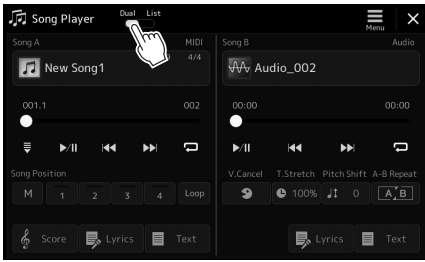 Song Player Dual List Menu
Song A MIDI Song B Audio
4/4
New Song1 Audio_002
001.1 002 00:00 00:00
Song Position V.Cancel T.Stretch Pitch Shift A-B Repeat
M 1 2 3 4 Loop 100% 0 A B
Score Lyrics Text Lyrics Text